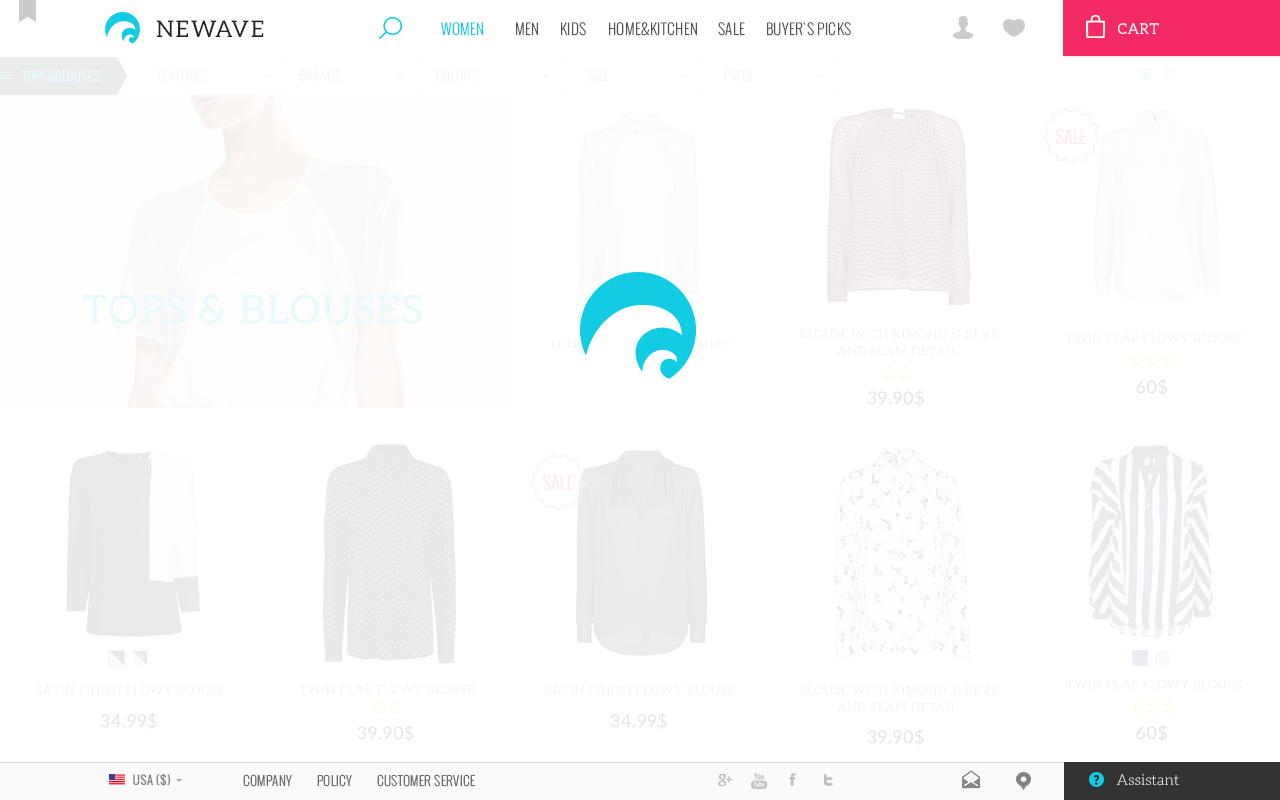 NEWAVE
WOMEN MEN KIDS HOME&KITCHEN SALE BUYER'S PICKS
CART
TOPS&BLOUSES FEATURES BRANDS COLORS SIZE PRICE
TOPS & BLOUSES
SALE
BLOUSE WITH KIMONO SLEEVE
AND SEAM DETAIL
39.90$
TWIN FLAP FLOWY BLOUSE
60$
SALE
SATIN FINISH FLOWY BLOUSE
34.99$
TWIN FLAP FLOWY BLOUSE
39.90$
SATIN FINISH FLOWY BLOUSE
34.99$
BLOUSE WITH KIMONO SLEEVE
AND SEAM DETAIL
39.90$
TWIN FLAP FLOWY BLOUSE
60$
USA ($) COMPANY POLICY CUSTOMER SERVICE
g+ You Tube f t
? Assistant